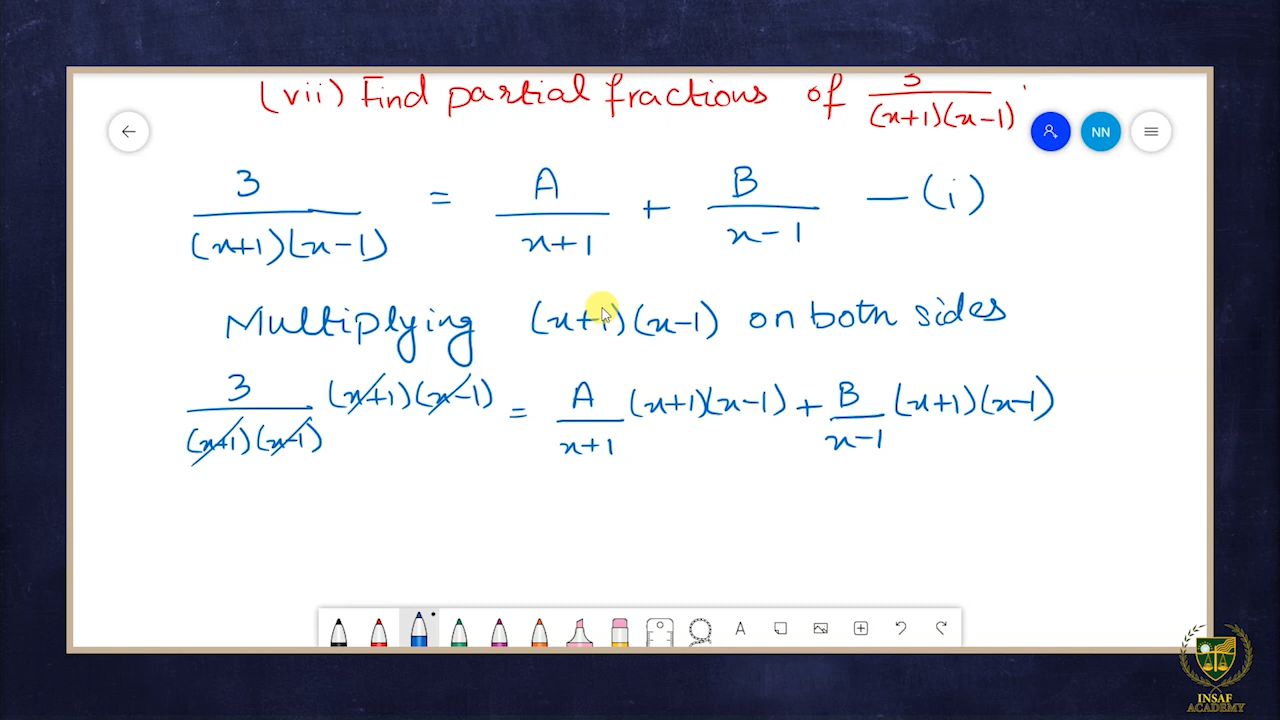 (vii) Find partial fractions of 3/((x+1)(x-1)).
NN
3/((x+1)(x-1)) = A/(x+1) + B/(x-1) — (i)
Multiplying (x+1)(x-1) on both sides
3/((x+1)(x-1)) (x+1)(x-1) = A/(x+1) (x+1)(x-1) + B/(x-1) (x+1)(x-1)
A
INSAF
ACADEMY